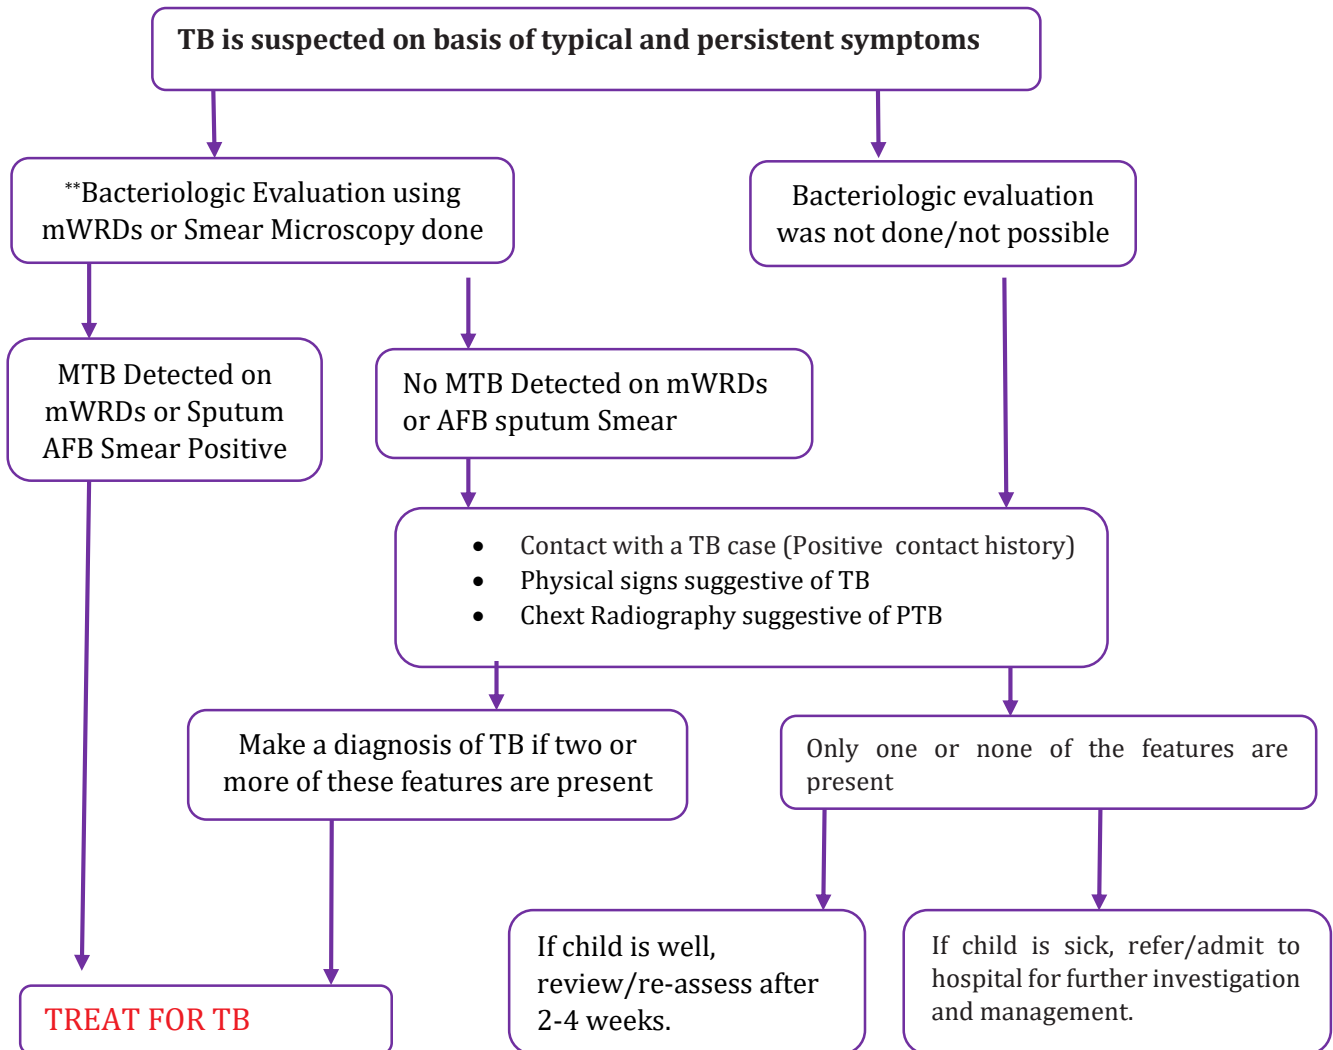 TB is suspected on basis of typical and persistent symptoms
**Bacteriologic Evaluation using
mWRDs or Smear Microscopy done
Bacteriologic evaluation
was not done/not possible
MTB Detected on
mWRDs or Sputum
AFB Smear Positive
No MTB Detected on mWRDs
or AFB sputum Smear
• Contact with a TB case (Positive contact history)
• Physical signs suggestive of TB
• Chext Radiography suggestive of PTB
Make a diagnosis of TB if two or
more of these features are present
Only one or none of the features are
present
If child is well,
review/re-assess after
2-4 weeks.
If child is sick, refer/admit to
hospital for further investigation
and management.
TREAT FOR TB